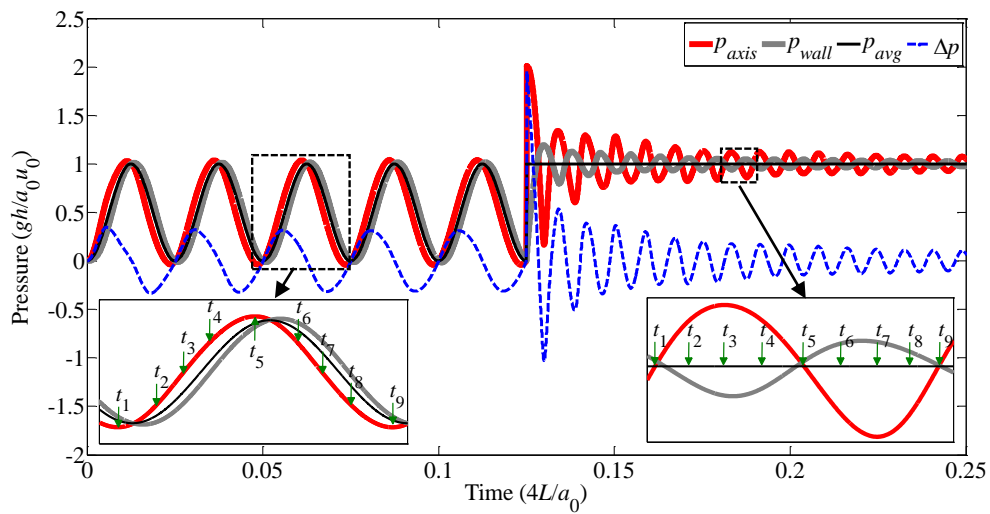 2.5
2
1.5
1
0.5
0
-0.5
-1
-1.5
-2
Pressure (gh/a₀u₀)
p_axis p_wall p_avg Δp
t₁ t₂ t₃ t₄ t₅ t₆ t₇ t₈ t₉
t₁ t₂ t₃ t₄ t₅ t₆ t₇ t₈ t₉
0 0.05 0.1 0.15 0.2 0.25
Time (4L/a₀)